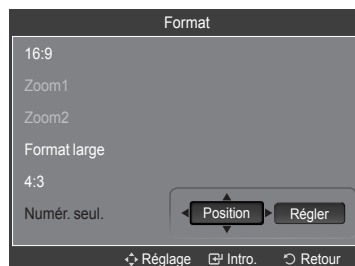 Format
16:9
Zoom1
Zoom2
Format large
4:3
Numér. seul.
Position Régler
Réglage Intro. Retour